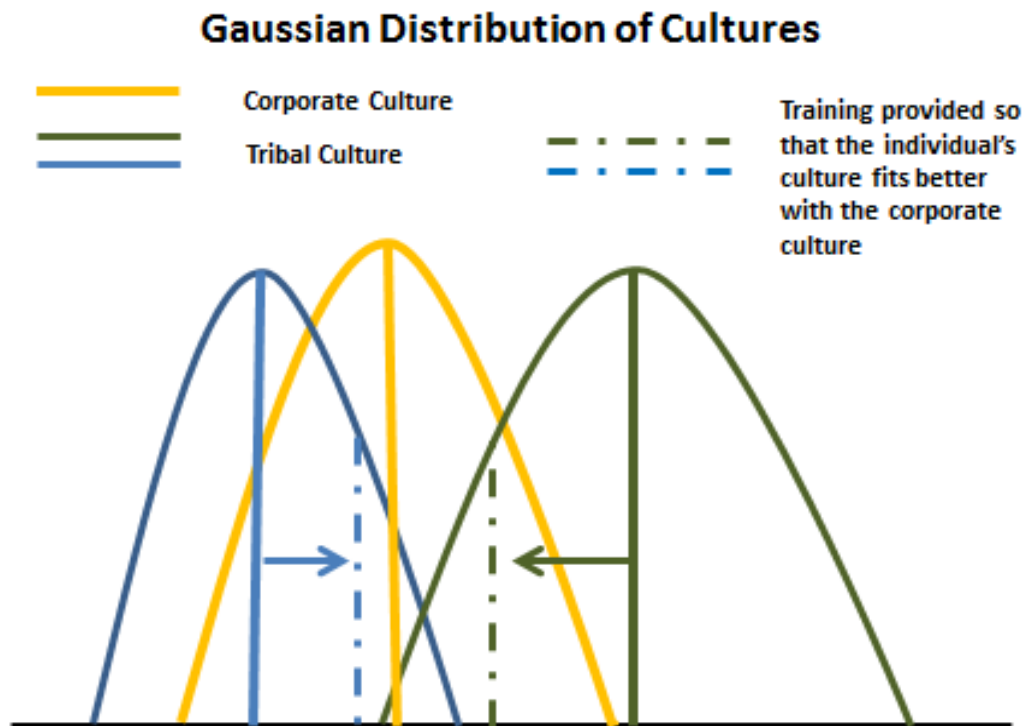 Gaussian Distribution of Cultures
Corporate Culture
Tribal Culture
Training provided so
that the individual's
culture fits better
with the corporate
culture